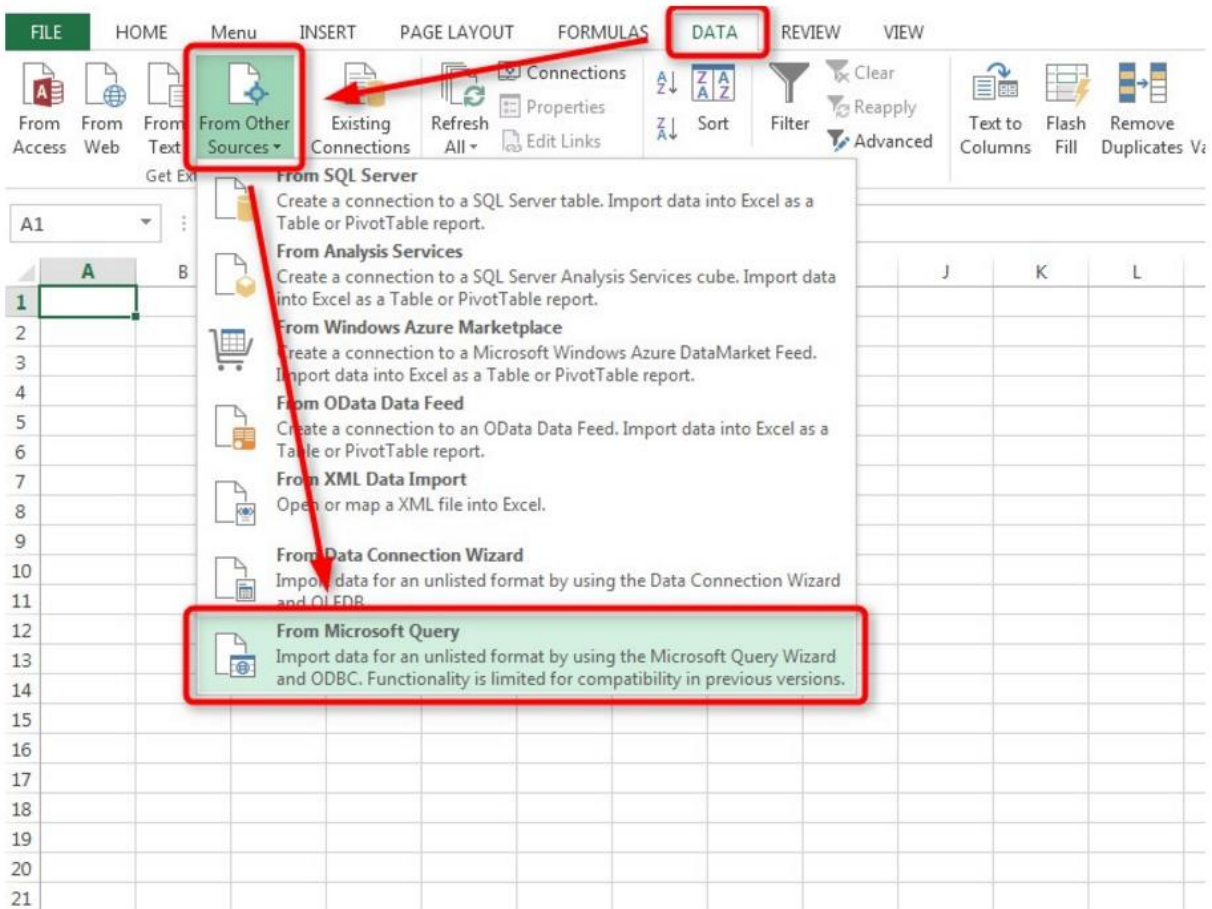 FILE HOME Menu INSERT PAGE LAYOUT FORMULAS DATA REVIEW VIEW
From Access
From Web
From Text
From Other Sources
Existing Connections
Refresh All
Connections
Properties
Edit Links
Sort
Filter
Clear
Reapply
Advanced
Text to Columns
Flash Fill
Remove Duplicates
Get
A1
A B J K L
From SQL Server
Create a connection to a SQL Server table. Import data into Excel as a
Table or PivotTable report.
From Analysis Services
Create a connection to a SQL Server Analysis Services cube. Import data
into Excel as a Table or PivotTable report.
From Windows Azure Marketplace
Create a connection to a Microsoft Windows Azure DataMarket Feed.
Import data into Excel as a Table or PivotTable report.
From OData Data Feed
Create a connection to an OData Data Feed. Import data into Excel as a
Table or PivotTable report.
From XML Data Import
Open or map a XML file into Excel.
From Data Connection Wizard
Import data for an unlisted format by using the Data Connection Wizard
and OLEDB.
From Microsoft Query
Import data for an unlisted format by using the Microsoft Query Wizard
and ODBC. Functionality is limited for compatibility in previous versions.
1
2
3
4
5
6
7
8
9
10
11
12
13
14
15
16
17
18
19
20
21